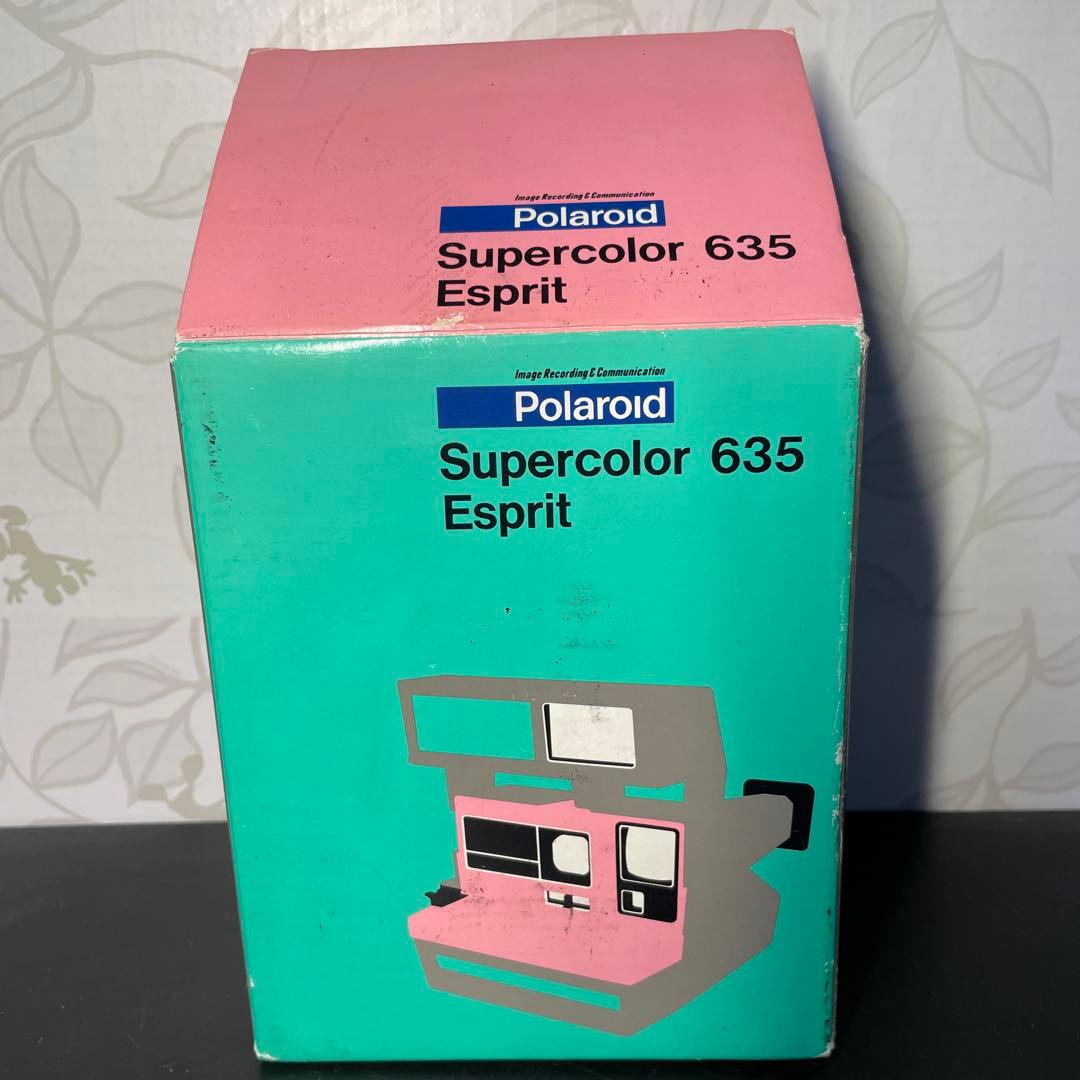 Image Recording & Communication
Polaroid
Supercolor 635
Esprit
Image Recording & Communication
Polaroid
Supercolor 635
Esprit